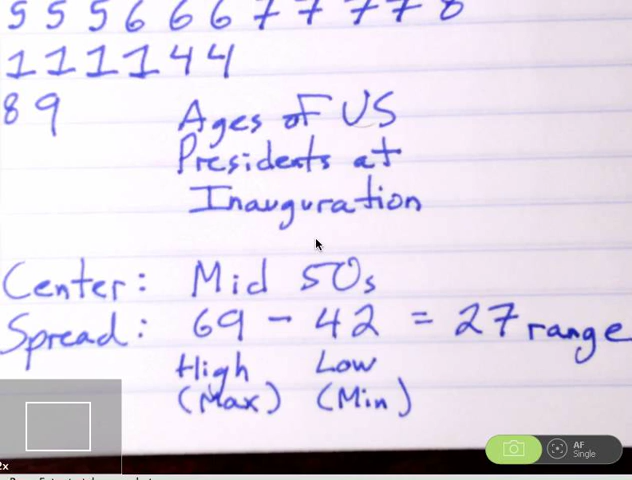 5 5 5 6 6 6 7 7 7 7 8
1 1 1 1 4 4
8 9
Ages of US
Presidents at
Inauguration
Center: Mid 50s
Spread: 69 - 42 = 27 range
High Low
(Max) (Min)
2x
AF
Single